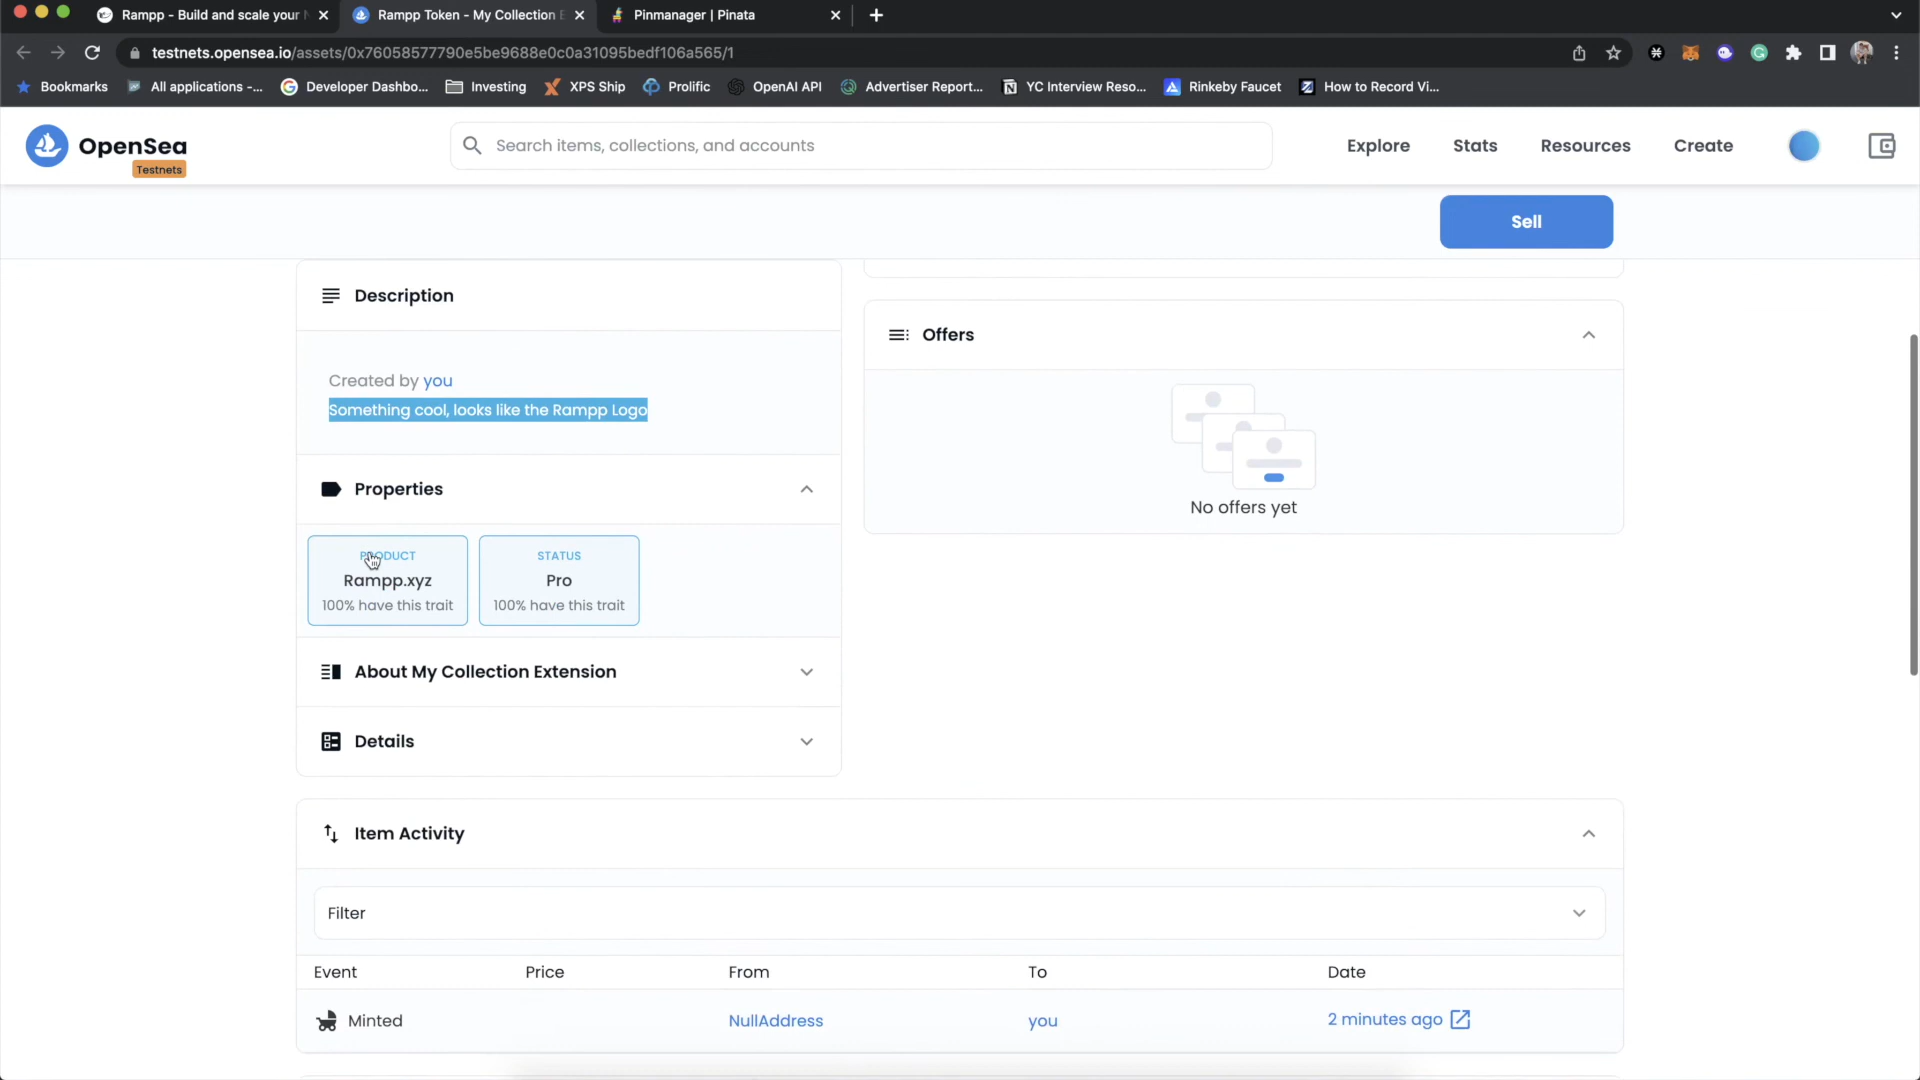 Rampp - Build and scale your N
Rampp Token - My Collection E
Pinmanager | Pinata
testnets.opensea.io/assets/0x76058577790e5be9688e0c0a31095bedf106a565/1
Bookmarks
All applications -...
Developer Dashbo...
Investing
XPS Ship
Prolific
OpenAI API
Advertiser Report...
YC Interview Reso...
Rinkeby Faucet
How to Record Vi...
OpenSea
Testnets
Search items, collections, and accounts
Explore
Stats
Resources
Create
Sell
Description
Created by you
Something cool, looks like the Rampp Logo
Offers
No offers yet
Properties
PRODUCT
Rampp.xyz
100% have this trait
STATUS
Pro
100% have this trait
About My Collection Extension
Details
Item Activity
Filter
Event Price From To Date
Minted NullAddress you 2 minutes ago